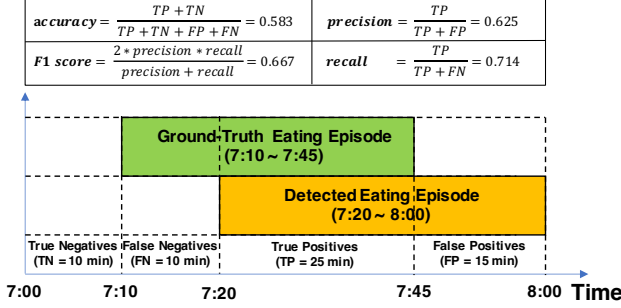 accuracy = TP + TN / TP + TN + FP + FN = 0.583
precision = TP / TP + FP = 0.625
F1 score = 2 * precision * recall / precision + recall = 0.667
recall = TP / TP + FN = 0.714
Ground-Truth Eating Episode
(7:10 ~ 7:45)
Detected Eating Episode
(7:20 ~ 8:00)
True Negatives
(TN = 10 min)
False Negatives
(FN = 10 min)
True Positives
(TP = 25 min)
False Positives
(FP = 15 min)
7:00 7:10 7:20 7:45 8:00 Time